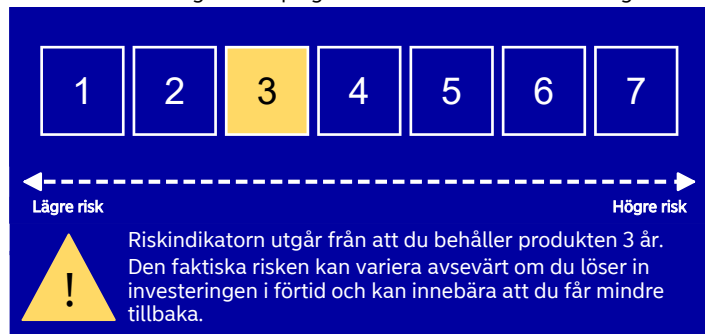 1 2 3 4 5 6 7
Lägre risk Högre risk
Riskindikatorn utgår från att du behåller produkten 3 år.
Den faktiska risken kan variera avsevärt om du löser in
investeringen i förtid och kan innebära att du får mindre
tillbaka.
!